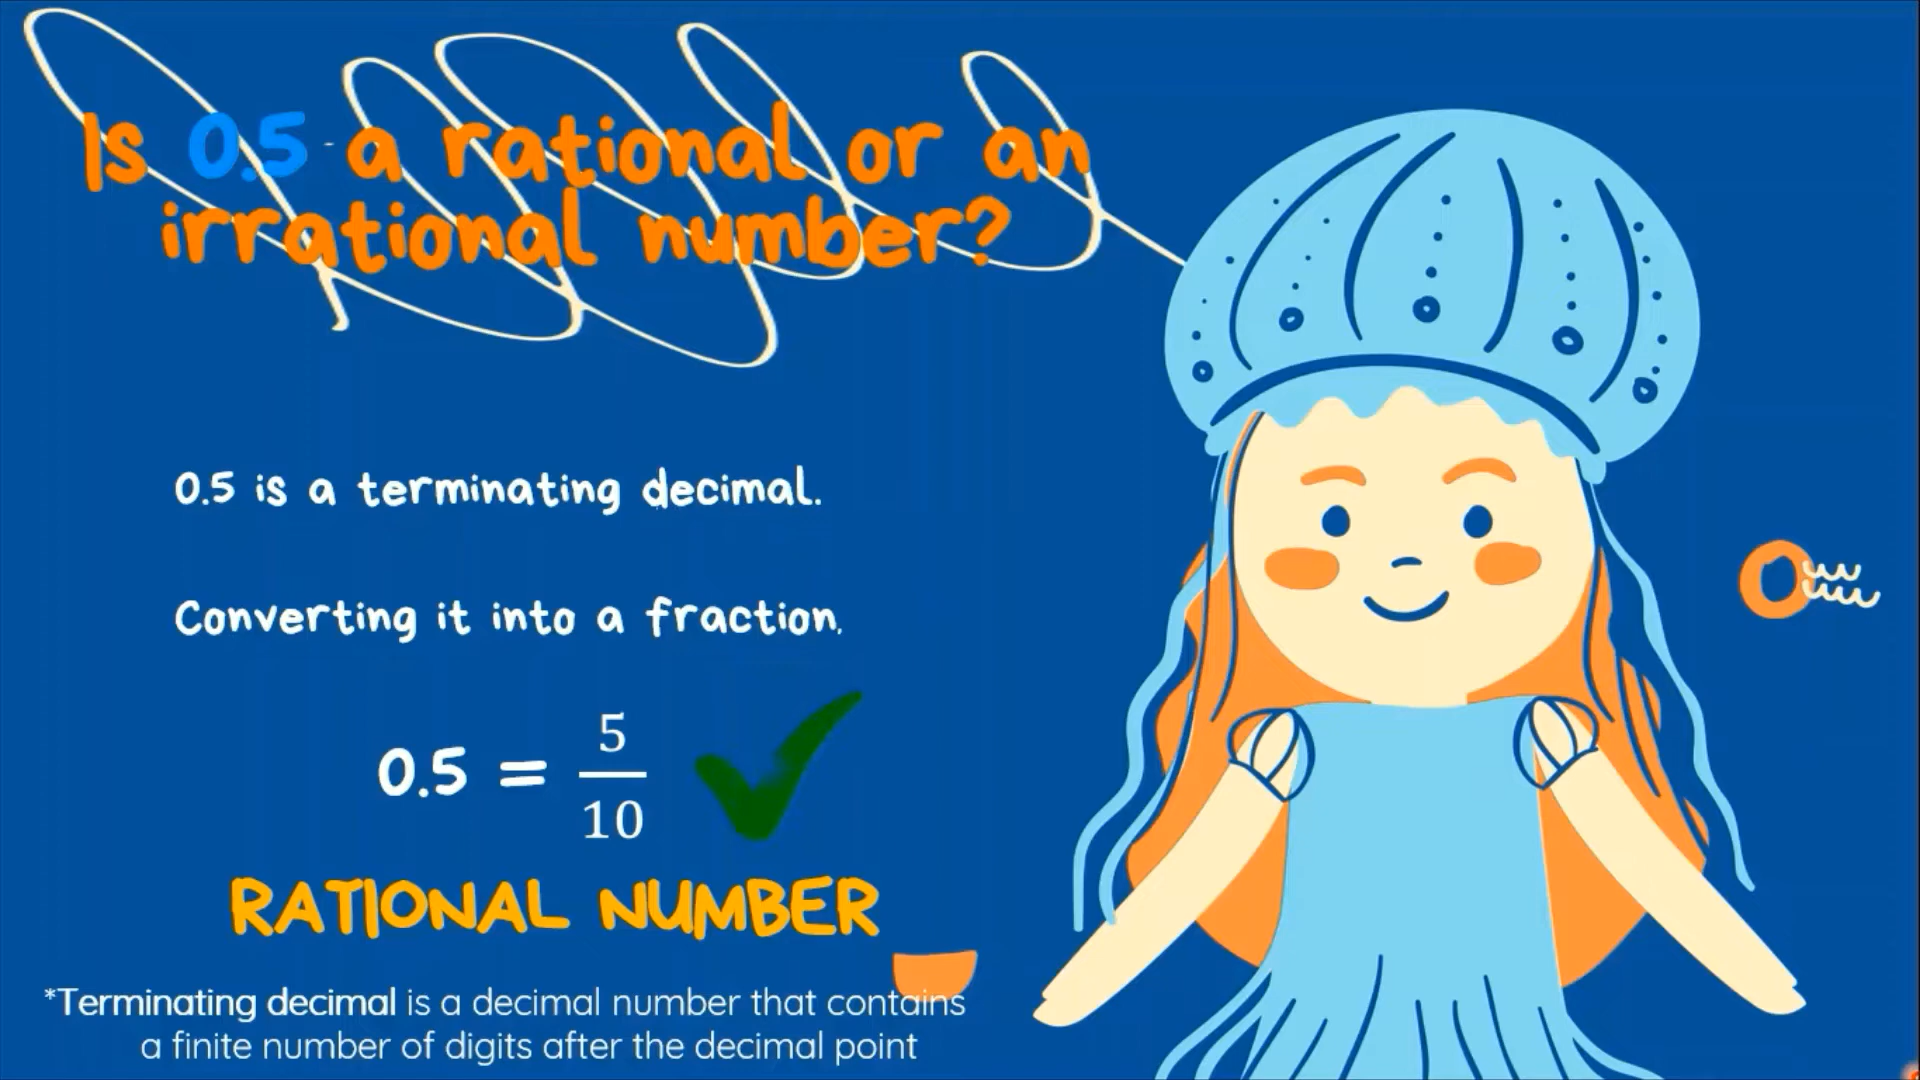 Is 0.5 a rational or an
irrational number?
0.5 is a terminating decimal.
Converting it into a fraction,
0.5 = 5/10
RATIONAL NUMBER
*Terminating decimal is a decimal number that contains
a finite number of digits after the decimal point